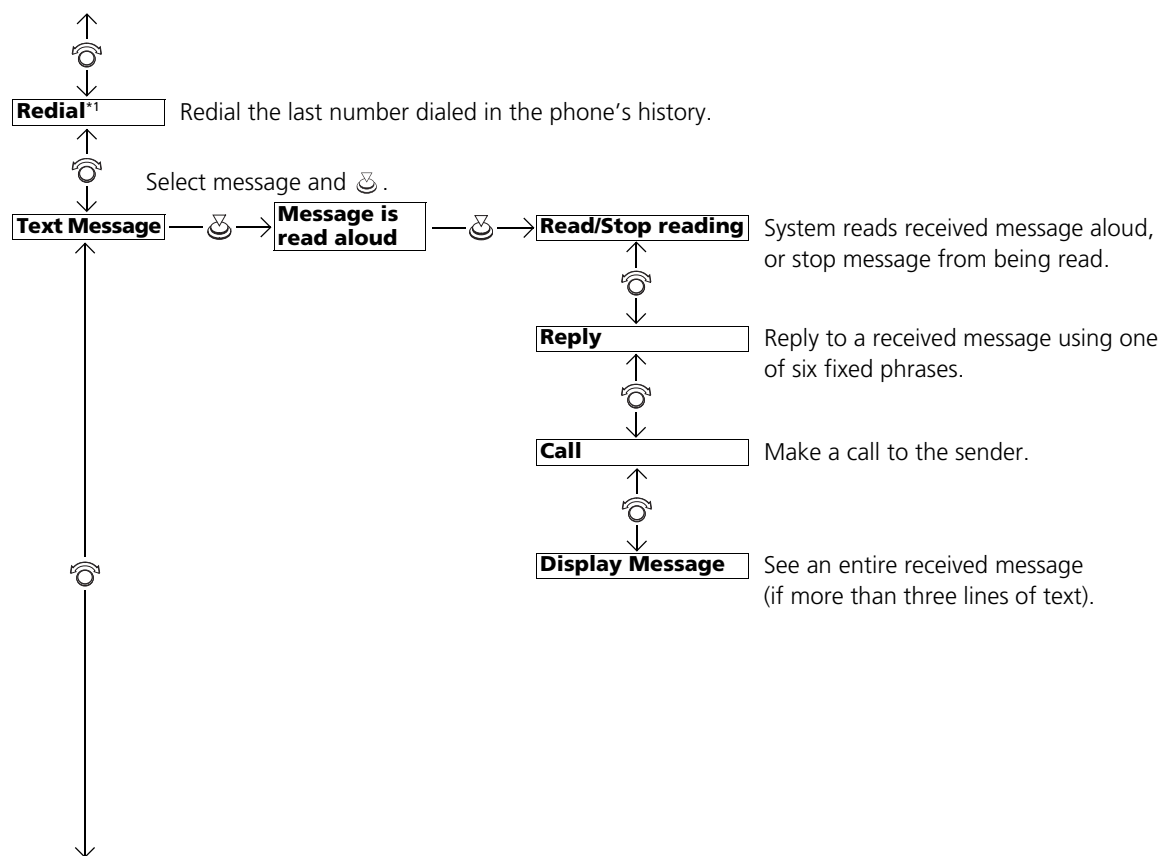 Redial*1 Redial the last number dialed in the phone’s history.
Select message and .
Text Message
Message is
read aloud
Read/Stop reading
System reads received message aloud,
or stop message from being read.
Reply
Reply to a received message using one
of six fixed phrases.
Call
Make a call to the sender.
Display Message
See an entire received message
(if more than three lines of text).